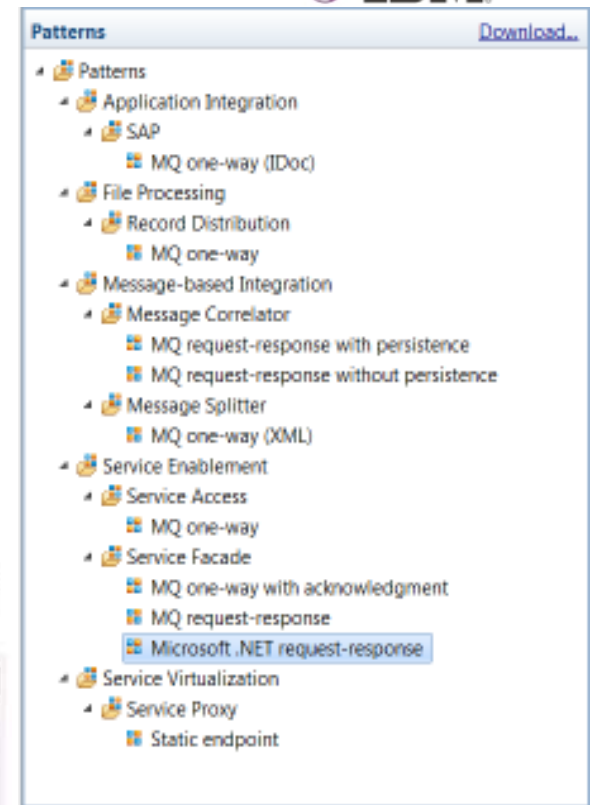 IBM
Patterns Download...
Patterns
Application Integration
SAP
MQ one-way (IDoc)
File Processing
Record Distribution
MQ one-way
Message-based Integration
Message Correlator
MQ request-response with persistence
MQ request-response without persistence
Message Splitter
MQ one-way (XML)
Service Enablement
Service Access
MQ one-way
Service Facade
MQ one-way with acknowledgment
MQ request-response
Microsoft .NET request-response
Service Virtualization
Service Proxy
Static endpoint